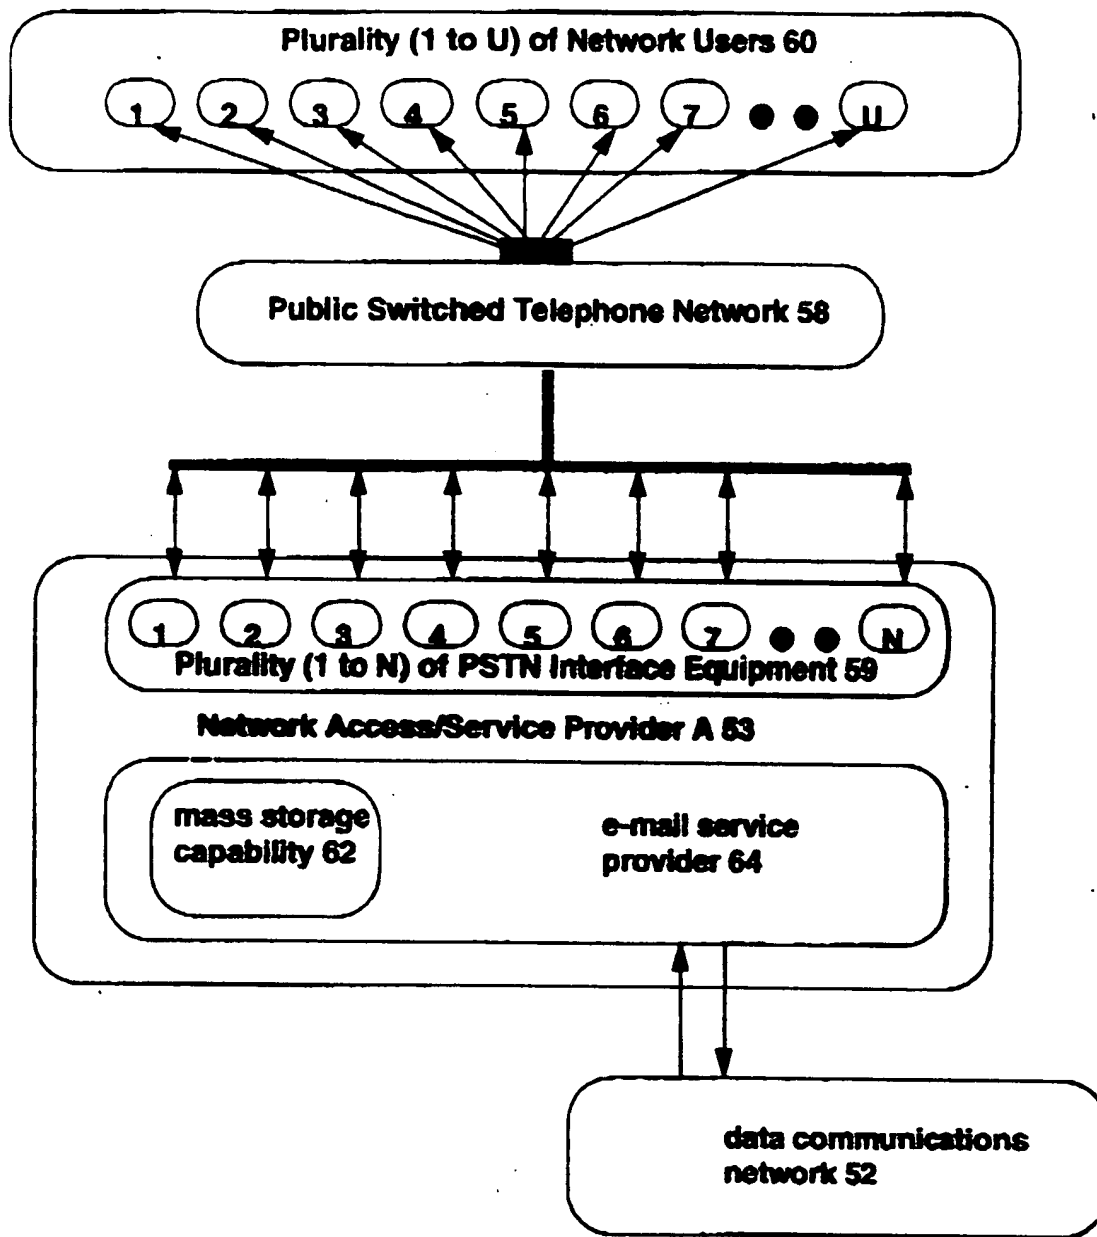 Plurality (1 to U) of Network Users 60
1 2 3 4 5 6 7 U
Public Switched Telephone Network 58
1 2 3 4 5 6 7 N
Plurality (1 to N) of PSTN Interface Equipment 59
Network Access/Service Provider A 53
mass storage
capability 62
e-mail service
provider 64
data communications
network 52